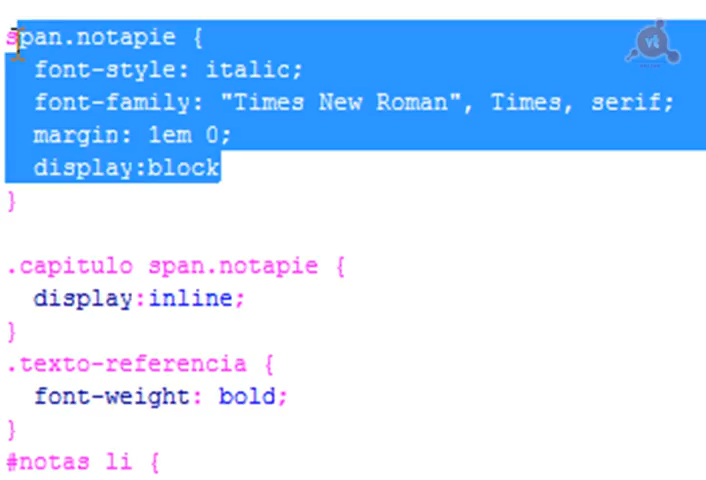 span.notapie {
font-style: italic;
font-family: "Times New Roman", Times, serif;
margin: 1em 0;
display:block
}
.capitulo span.notapie {
display:inline;
}
.texto-referencia {
font-weight: bold;
}
#notas li {
vt